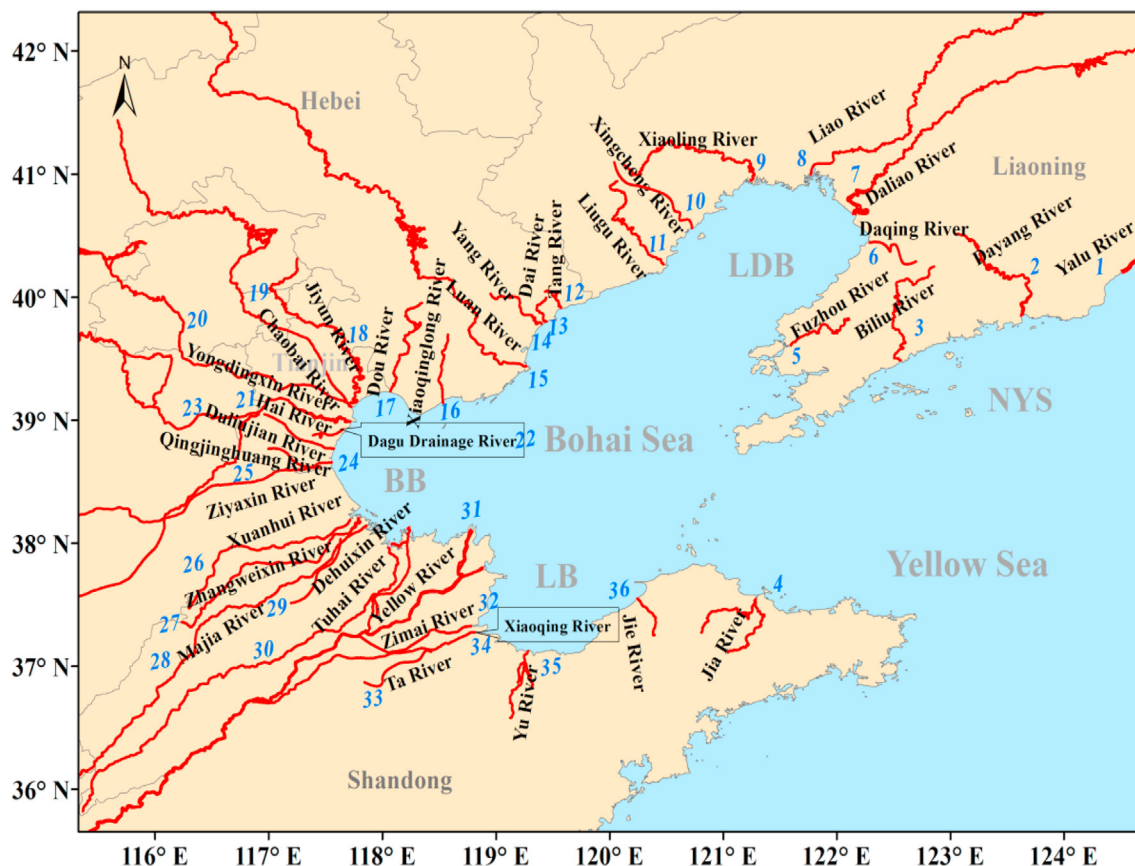 42° N
41° N
40° N
39° N
38° N
37° N
36° N
N
Hebei
Liaoning
Tianjin
Shandong
LDB
NYS
Bohai Sea
BB
LB
Yellow Sea
Yalu River
1
Dayang River
2
Biliu River
3
Jia River
4
Fuzhou River
5
Daqing River
6
Daliao River
7
Liao River
8
Xiaoling River
9
Xingcheng River
10
Liugu River
11
Tang River
12
Dai River
13
Yang River
14
Luan River
15
Xiaoqinglong River
16
Dou River
17
Jiyun River
18
Chaobai River
19
Yongdingxin River
20
Hai River
21
Dagu Drainage River
22
Duliujian River
23
Qingjinghuang River
24
Ziyaxin River
25
Xuanhui River
26
Zhangweixin River
27
Majia River
28
Dehuixin River
29
Tuhai River
30
Yellow River
31
Zimai River
32
Ta River
33
Xiaoqing River
34
Yu River
35
Jie River
36
116° E
117° E
118° E
119° E
120° E
121° E
122° E
123° E
124° E